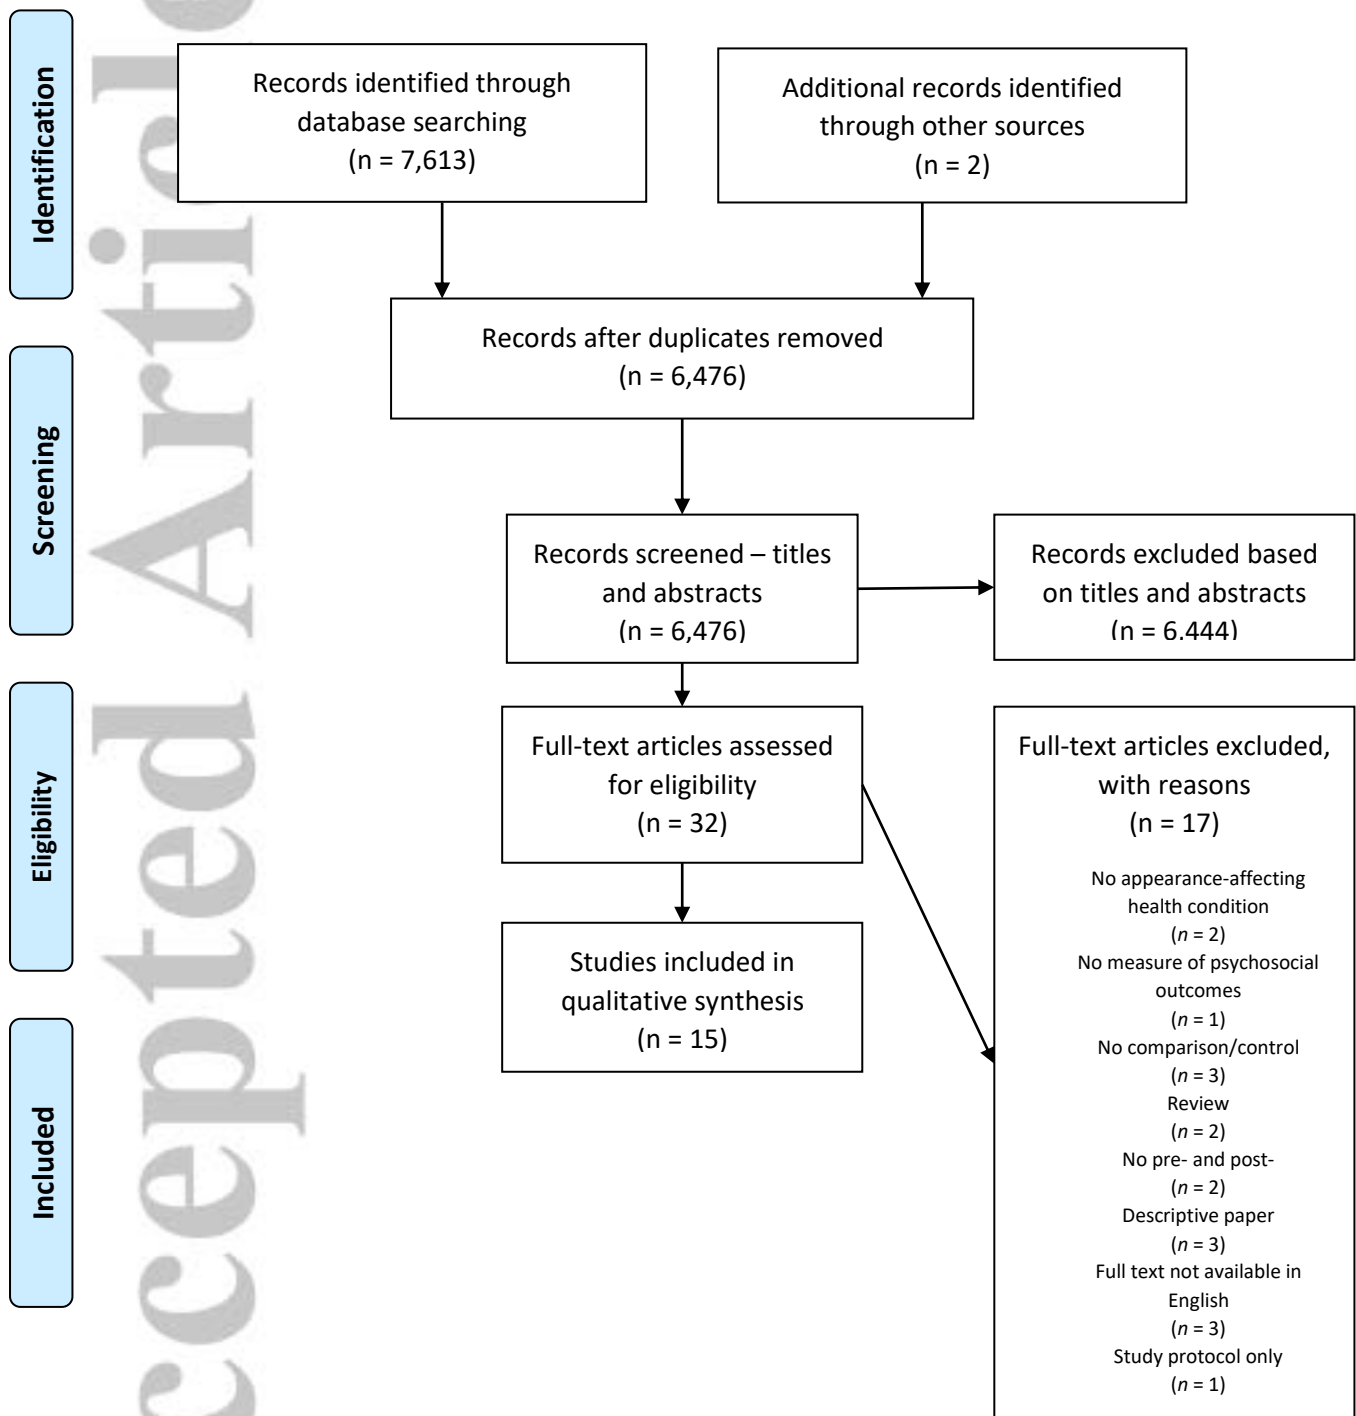 Identification
Records identified through
database searching
(n = 7,613)
Additional records identified
through other sources
(n = 2)
Records after duplicates removed
(n = 6,476)
Screening
Records screened – titles
and abstracts
(n = 6,476)
Records excluded based
on titles and abstracts
(n = 6.444)
Eligibility
Full-text articles assessed
for eligibility
(n = 32)
Full-text articles excluded,
with reasons
(n = 17)
No appearance-affecting
health condition
(n = 2)
No measure of psychosocial
outcomes
(n = 1)
No comparison/control
(n = 3)
Review
(n = 2)
No pre- and post-
(n = 2)
Descriptive paper
(n = 3)
Full text not available in
English
(n = 3)
Study protocol only
(n = 1)
Included
Studies included in
qualitative synthesis
(n = 15)
ccepted Article